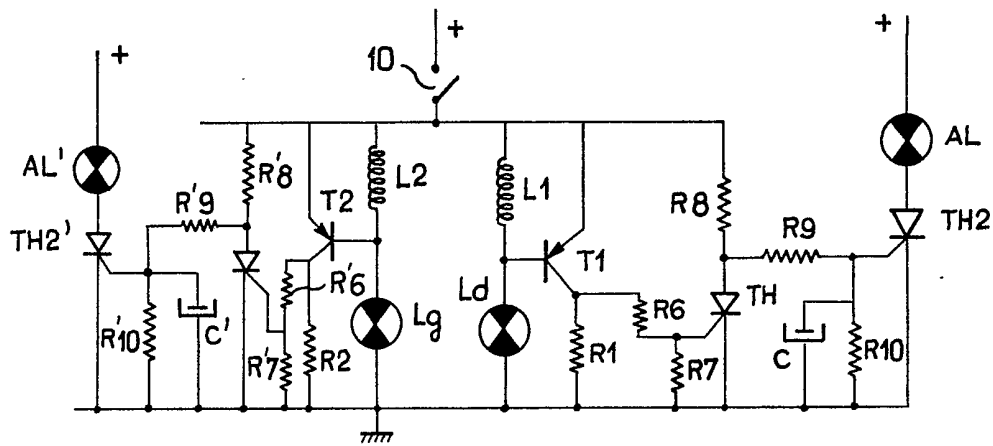 +
+
+
10
AL'
AL
R'8
L2
L1
R'9
T2
R8
R9
TH2'
TH2
T1
R'6
Lg
Ld
R6
TH
R'10
C'
R'7
R2
R1
R7
C
R10